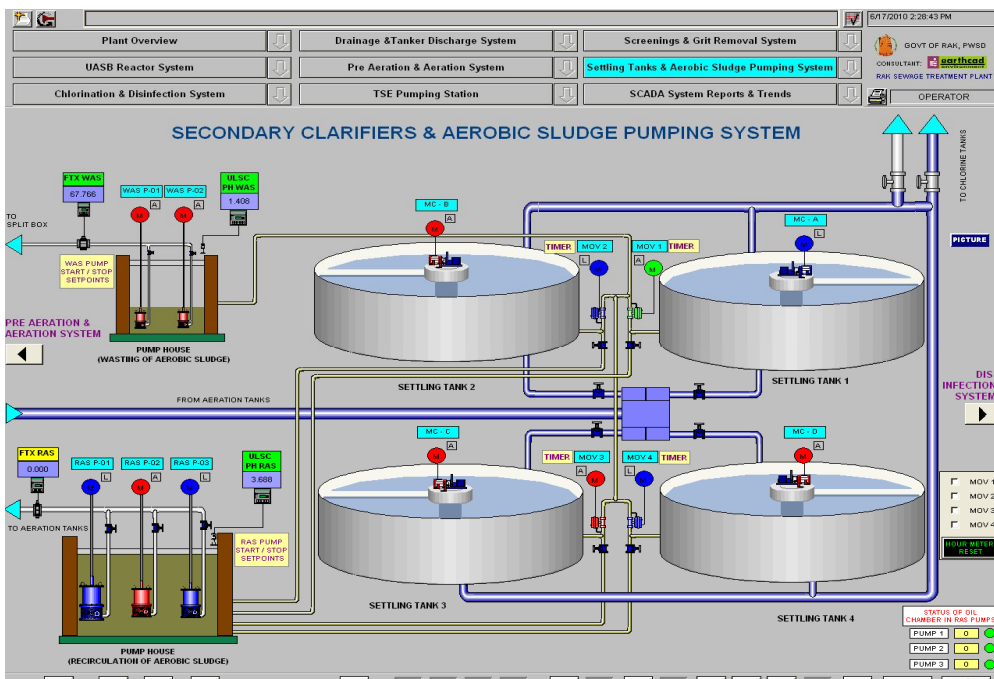 6/17/2010 2:28:43 PM
Plant Overview
Drainage &Tanker Discharge System
Screenings & Grit Removal System
GOVT OF RAK, PWSD
UASB Reactor System
Pre Aeration & Aeration System
Settling Tanks & Aerobic Sludge Pumping System
CONSULTANT:
earthcad
RAK SEWAGE TREATMENT PLANT
Chlorination & Disinfection System
TSE Pumping Station
SCADA System Reports & Trends
OPERATOR
SECONDARY CLARIFIERS & AEROBIC SLUDGE PUMPING SYSTEM
TO CHLORINE TANKS
FTX WAS
67.766
WAS P-01
WAS P-02
ULSC
PH WAS
1.408
A
A
M
M
TO
SPLIT BOX
WAS PUMP
START / STOP
SETPOINTS
MC - B
A
M
MC - A
L
M
PICTURE
TIMER
MOV 2
MOV 1
TIMER
L
M
A
M
PRE AERATION &
AERATION SYSTEM
PUMP HOUSE
(WASTING OF AEROBIC SLUDGE)
SETTLING TANK 2
SETTLING TANK 1
DIS
INFECTION
SYSTEM
FROM AERATION TANKS
MC - C
A
M
MC - D
A
M
FTX RAS
0.000
RAS P-01
RAS P-02
RAS P-03
ULSC
PH RAS
3.688
L
A
L
M
M
M
TIMER
MOV 3
MOV 4
TIMER
A
M
L
M
MOV 1
MOV 2
MOV 3
MOV 4
HOUR METER
RESET
TO AERATION TANKS
RAS PUMP
START / STOP
SETPOINTS
SETTLING TANK 3
SETTLING TANK 4
STATUS OF OIL
CHAMBER IN RAS PUMPS
PUMP 1 0
PUMP 2 0
PUMP 3 0
PUMP HOUSE
(RECIRCULATION OF AEROBIC SLUDGE)